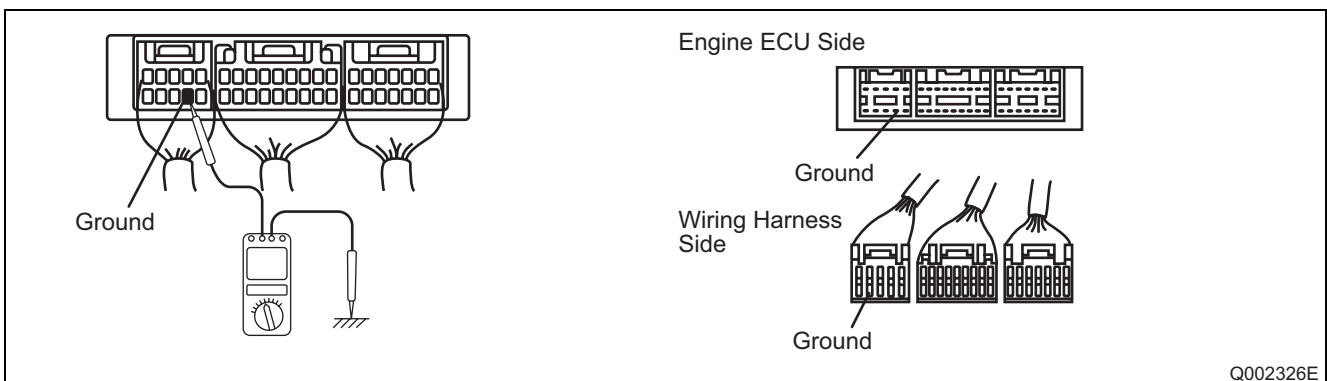 Ground
Engine ECU Side
Ground
Wiring Harness
Side
Ground
Q002326E